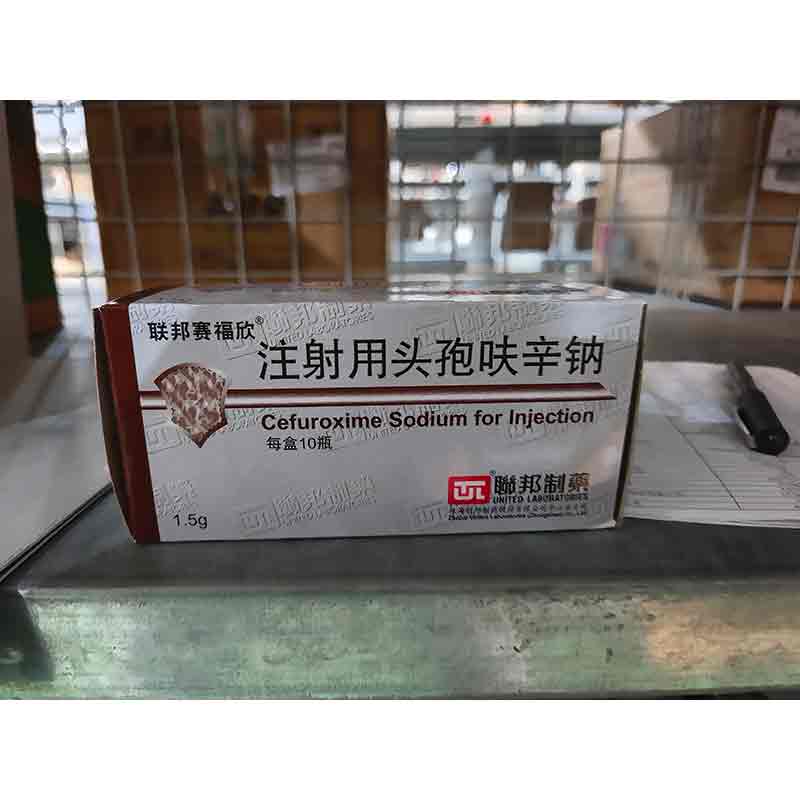 联邦赛福欣®
注射用头孢呋辛钠
Cefuroxime Sodium for Injection
每盒10瓶
1.5g
聯邦制藥
UNITED LABORATORIES